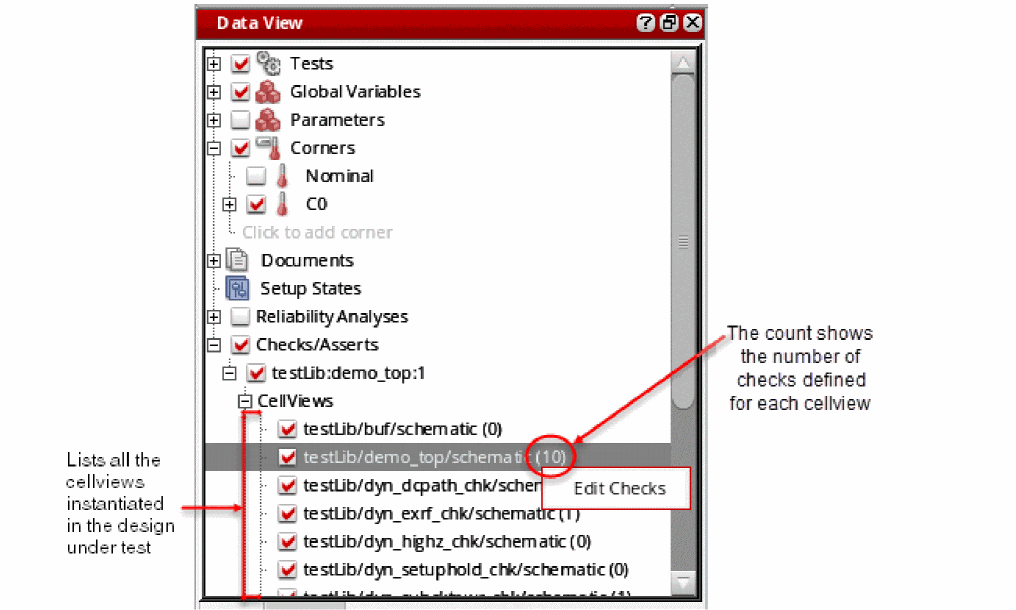 Data View
Tests
Global Variables
Parameters
Corners
Nominal
C0
Click to add corner
Documents
Setup States
Reliability Analyses
Checks/Asserts
testLib:demo_top:1
CellViews
testLib/buf/schematic (0)
testLib/demo_top/schematic (10)
Edit Checks
testLib/dyn_dcpath_chk/schem
testLib/dyn_exrf_chk/schematic (1)
testLib/dyn_highz_chk/schematic (0)
testLib/dyn_setuphold_chk/schematic (0)
The count shows
the number of
checks defined
for each cellview
Lists all the
cellviews
instantiated
in the design
under test